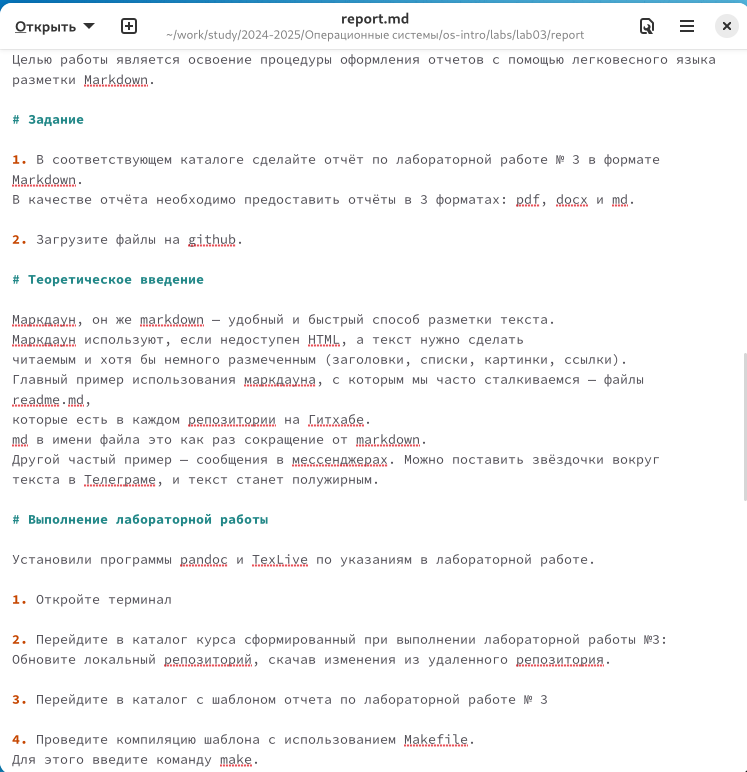 Открыть
report.md
~/work/study/2024-2025/Операционные системы/os-intro/labs/lab03/report
Целью работы является освоение процедуры оформления отчетов с помощью легковесного языка
разметки Markdown.
# Задание
1. В соответствующем каталоге сделайте отчёт по лабораторной работе № 3 в формате
Markdown.
В качестве отчёта необходимо предоставить отчёты в 3 форматах: pdf, docx и md.
2. Загрузите файлы на github.
# Теоретическое введение
Маркдаун, он же markdown — удобный и быстрый способ разметки текста.
Маркдаун используют, если недоступен HTML, а текст нужно сделать
читаемым и хотя бы немного размеченным (заголовки, списки, картинки, ссылки).
Главный пример использования маркдауна, с которым мы часто сталкиваемся — файлы
readme.md,
которые есть в каждом репозитории на Гитхабе.
md в имени файла это как раз сокращение от markdown.
Другой частый пример — сообщения в мессенджерах. Можно поставить звёздочки вокруг
текста в Телеграме, и текст станет полужирным.
# Выполнение лабораторной работы
Установили программы pandoc и TexLive по указаниям в лабораторной работе.
1. Откройте терминал
2. Перейдите в каталог курса сформированный при выполнении лабораторной работы №3:
Обновите локальный репозиторий, скачав изменения из удаленного репозитория.
3. Перейдите в каталог с шаблоном отчета по лабораторной работе № 3
4. Проведите компиляцию шаблона с использованием Makefile.
Для этого введите команду make.